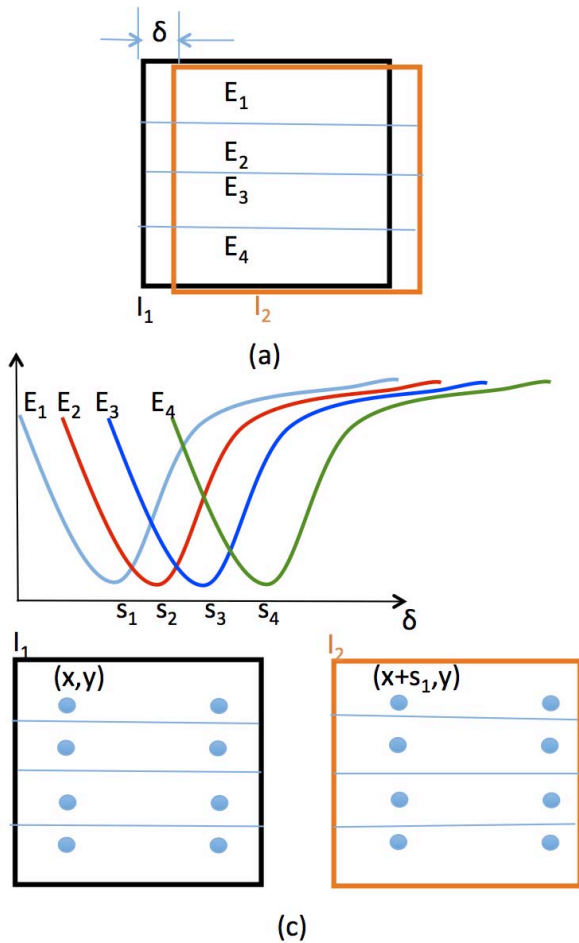 δ
E₁
E₂
E₃
E₄
I₁ I₂
(a)
E₁ E₂ E₃ E₄
s₁ s₂ s₃ s₄ δ
I₁ I₂
(x,y) (x+s₁,y)
(c)